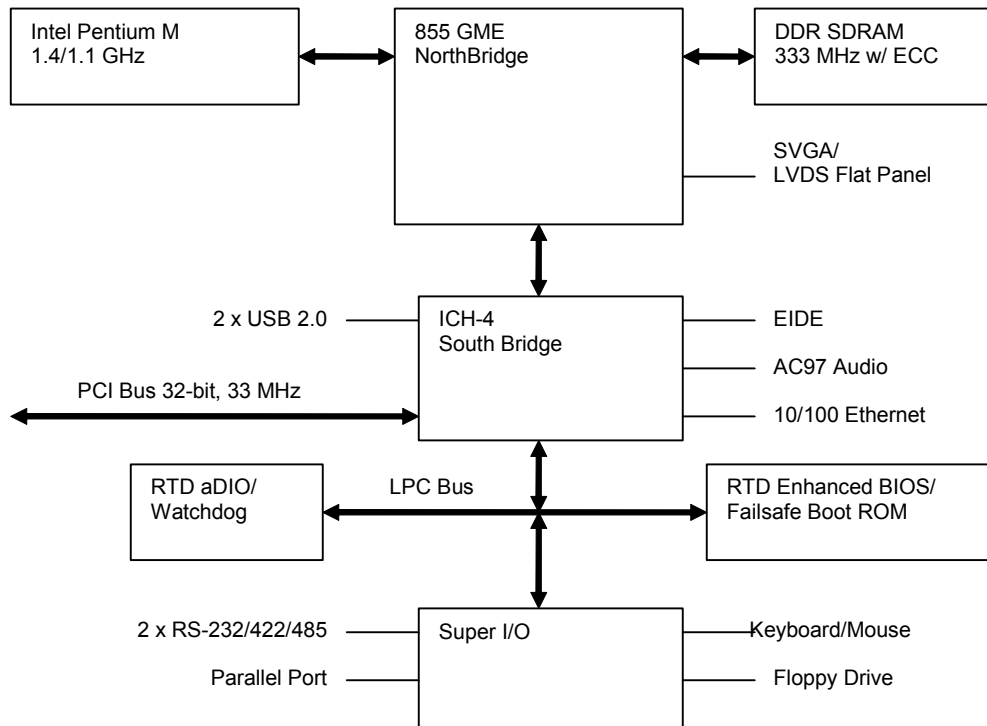 Intel Pentium M
1.4/1.1 GHz
855 GME
NorthBridge
DDR SDRAM
333 MHz w/ ECC
SVGA/
LVDS Flat Panel
2 x USB 2.0
ICH-4
South Bridge
EIDE
AC97 Audio
PCI Bus 32-bit, 33 MHz
10/100 Ethernet
RTD aDIO/
Watchdog
LPC Bus
RTD Enhanced BIOS/
Failsafe Boot ROM
2 x RS-232/422/485
Super I/O
Keyboard/Mouse
Parallel Port
Floppy Drive